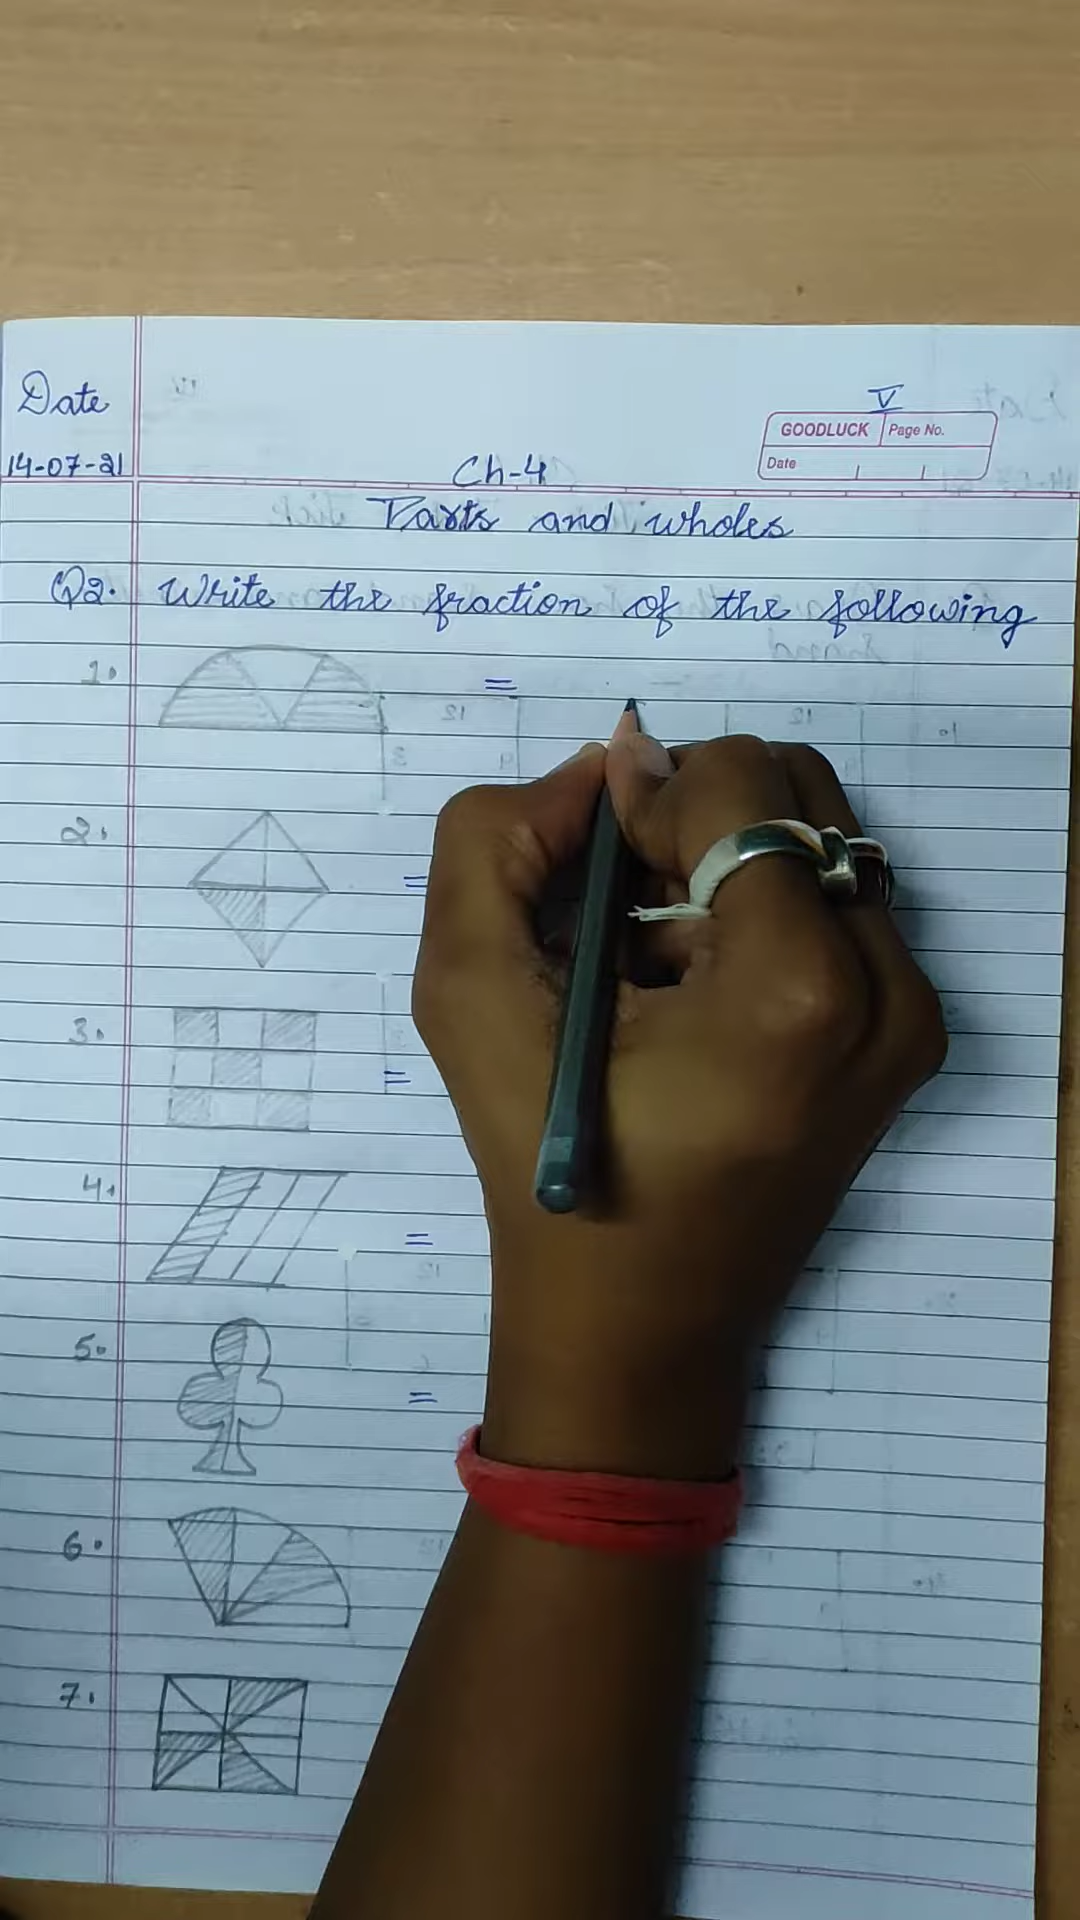 Date
V
GOODLUCK Page No.
14-07-21
Date
Ch-4
Parts and wholes
Q2. Write the fraction of the following
1. =
2. =
3. =
4. =
5. =
6.
7.